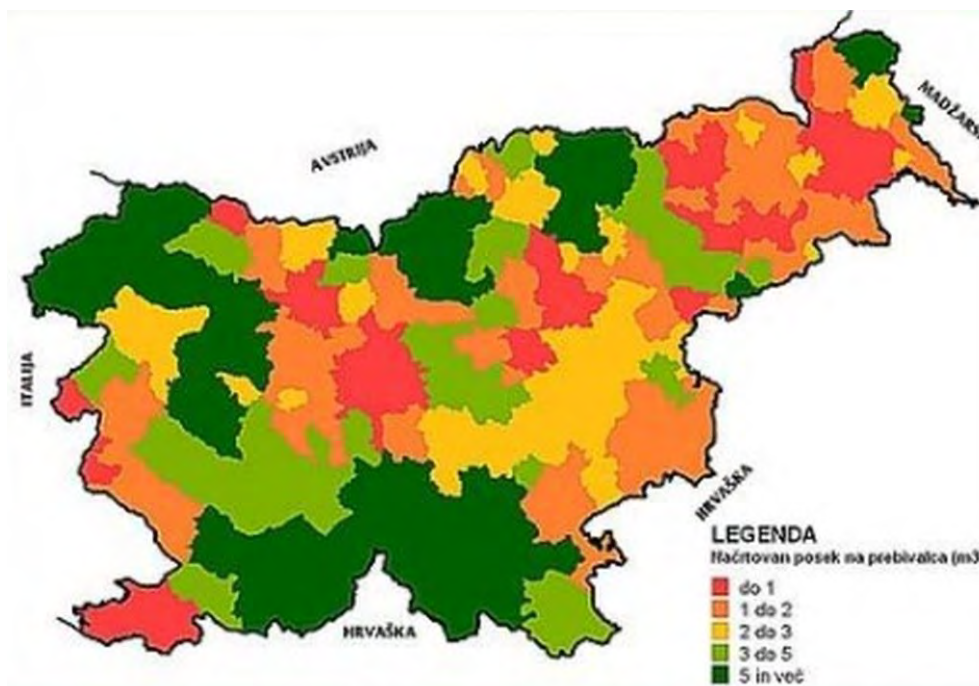 AVSTRIJA
MADŽARSK
ITALIJA
HRVAŠKA
HRVAŠKA
LEGENDA
Načrtovan posek na prebivalca (m3
do 1
1 do 2
2 do 3
3 do 5
5 in več